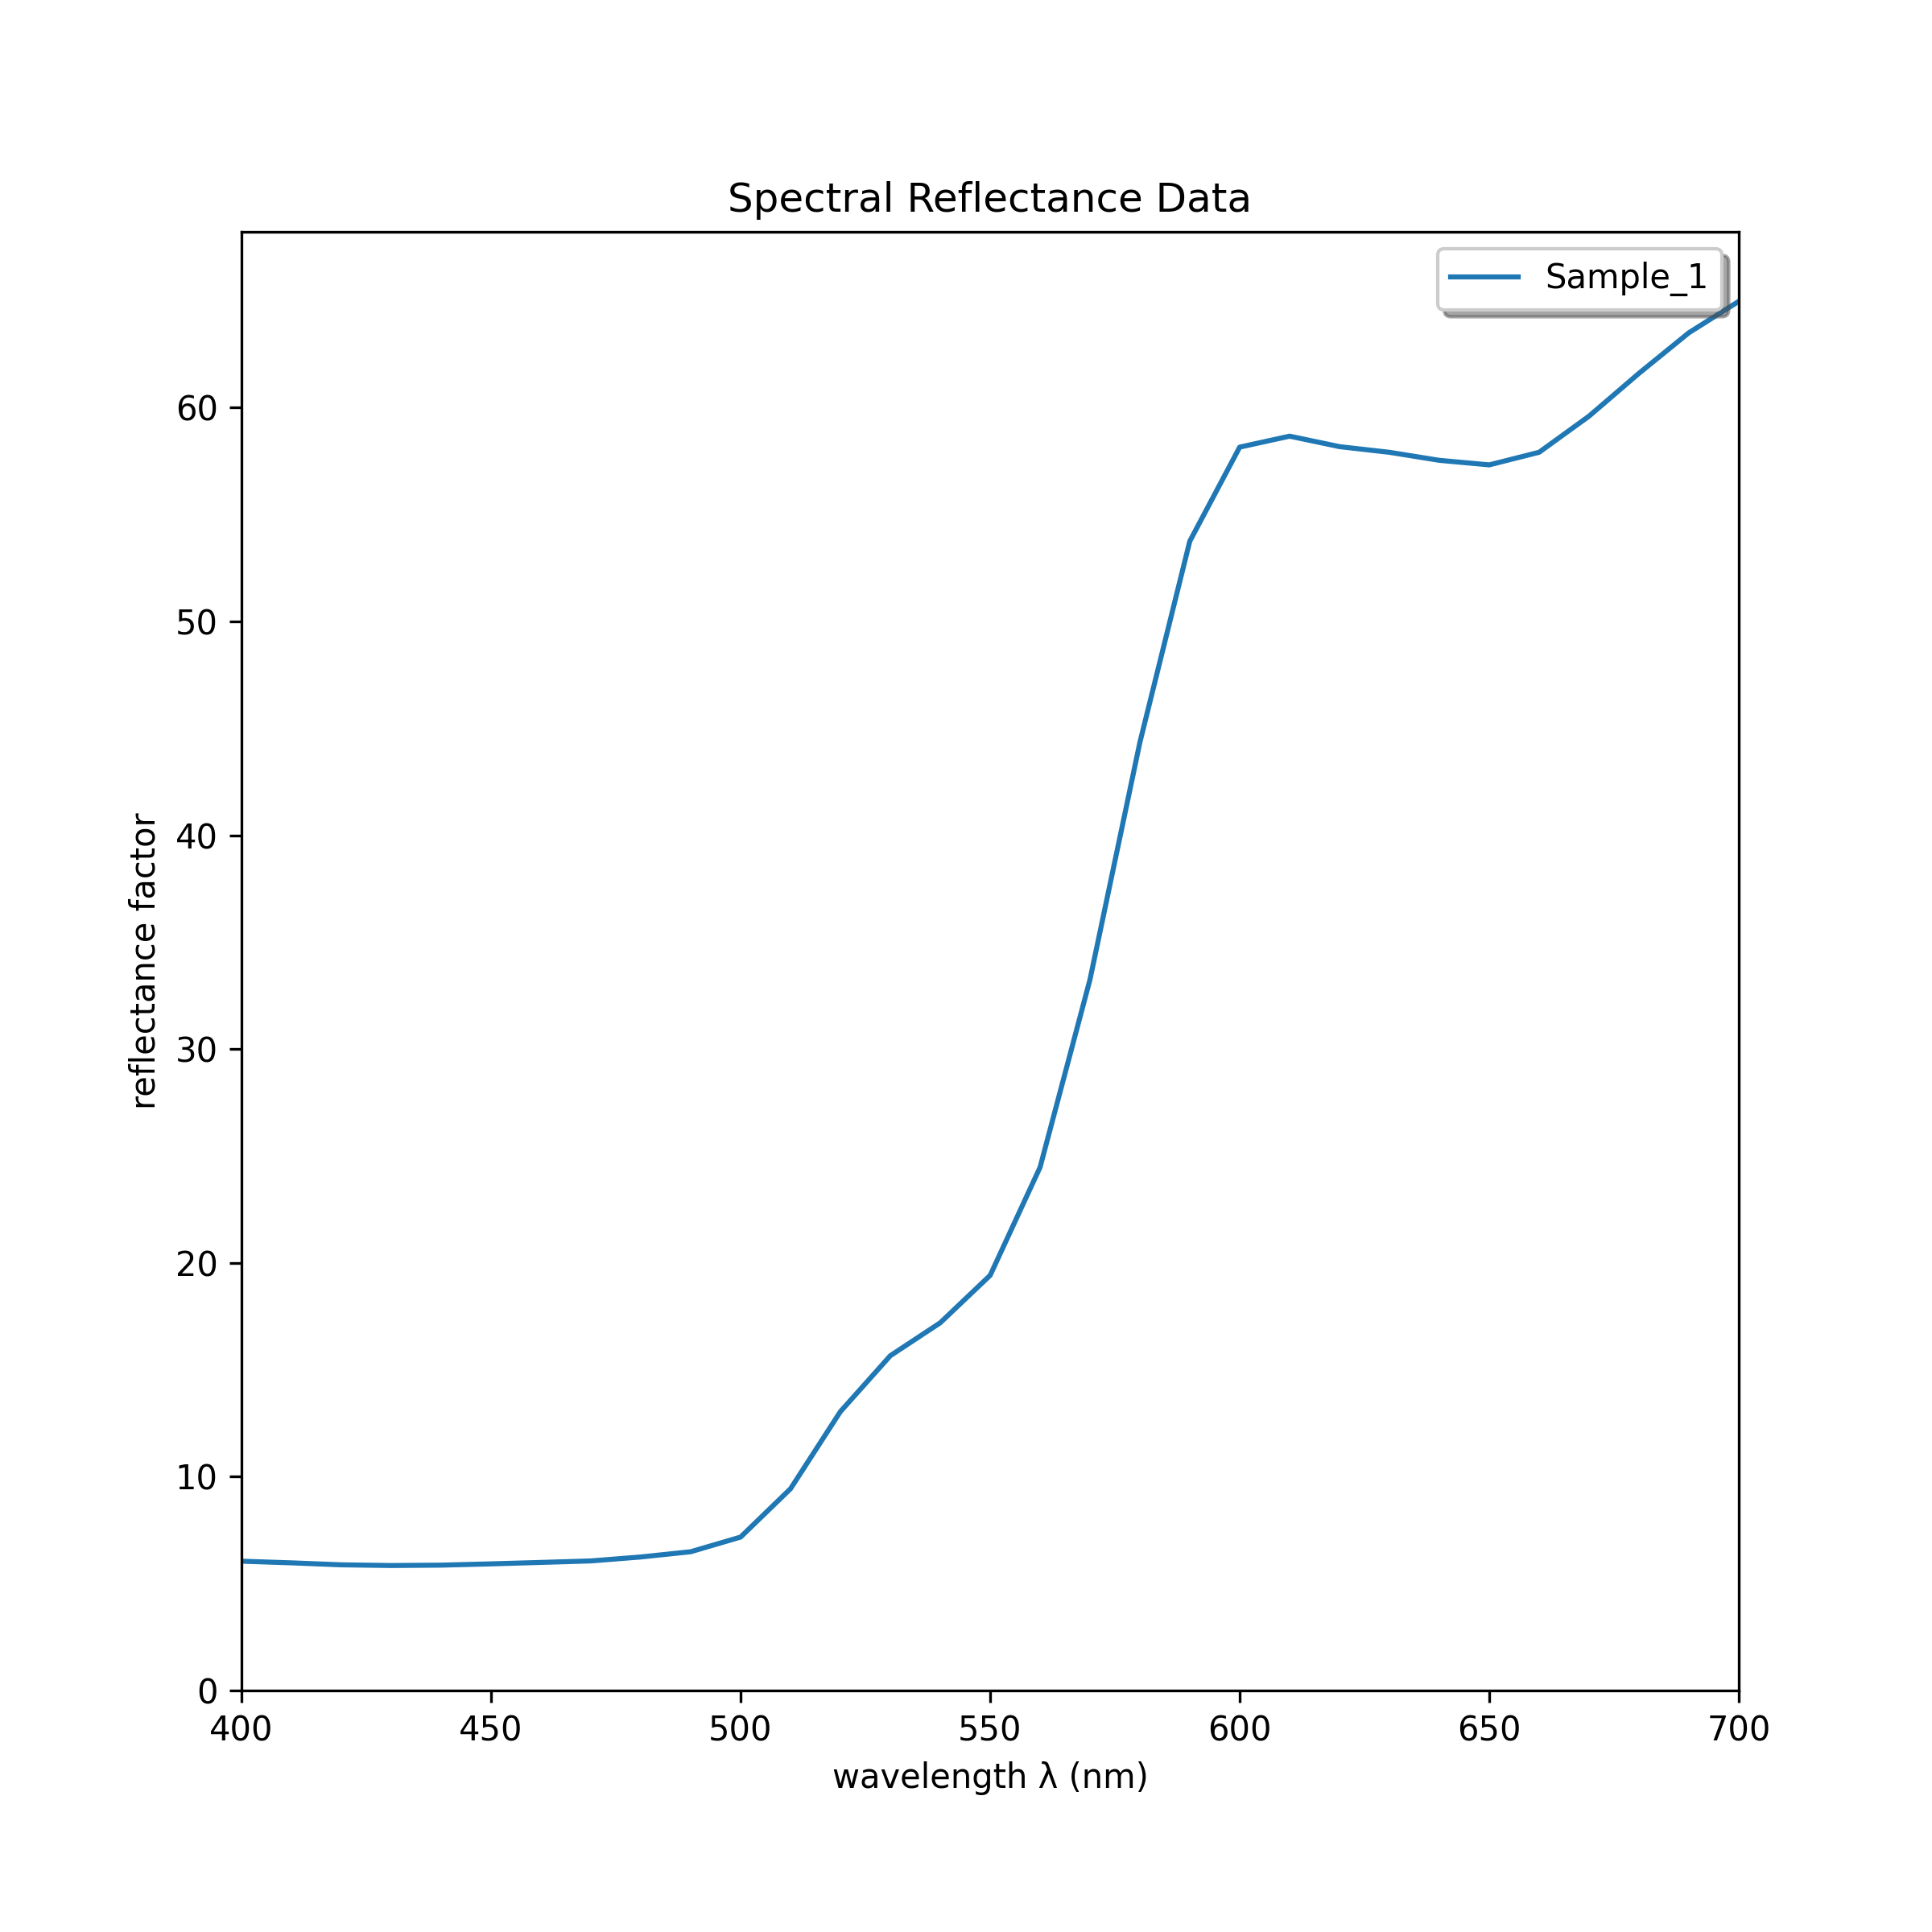 Spectral Reflectance Data
Sample_1
60
50
40
30
20
10
0
reflectance factor
400 450 500 550 600 650 700
wavelength λ (nm)